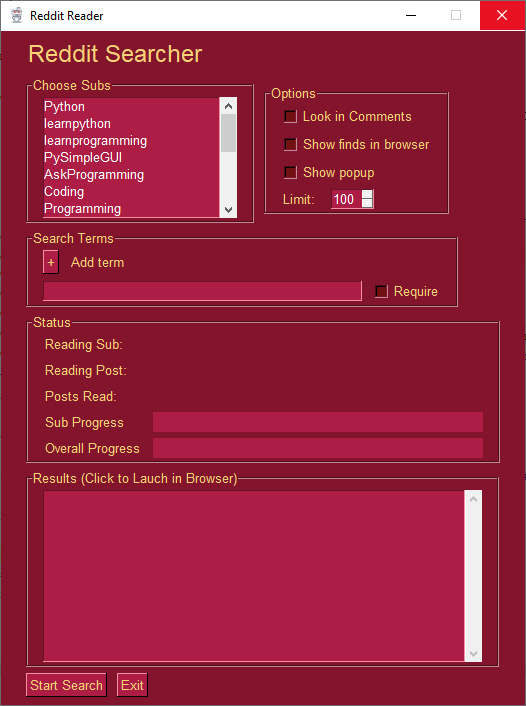 Reddit Reader
Reddit Searcher
Choose Subs
Python
learnpython
learnprogramming
PySimpleGUI
AskProgramming
Coding
Programming
Options
Look in Comments
Show finds in browser
Show popup
Limit: 100
Search Terms
+ Add term
Require
Status
Reading Sub:
Reading Post:
Posts Read:
Sub Progress
Overall Progress
Results (Click to Lauch in Browser)
Start Search Exit